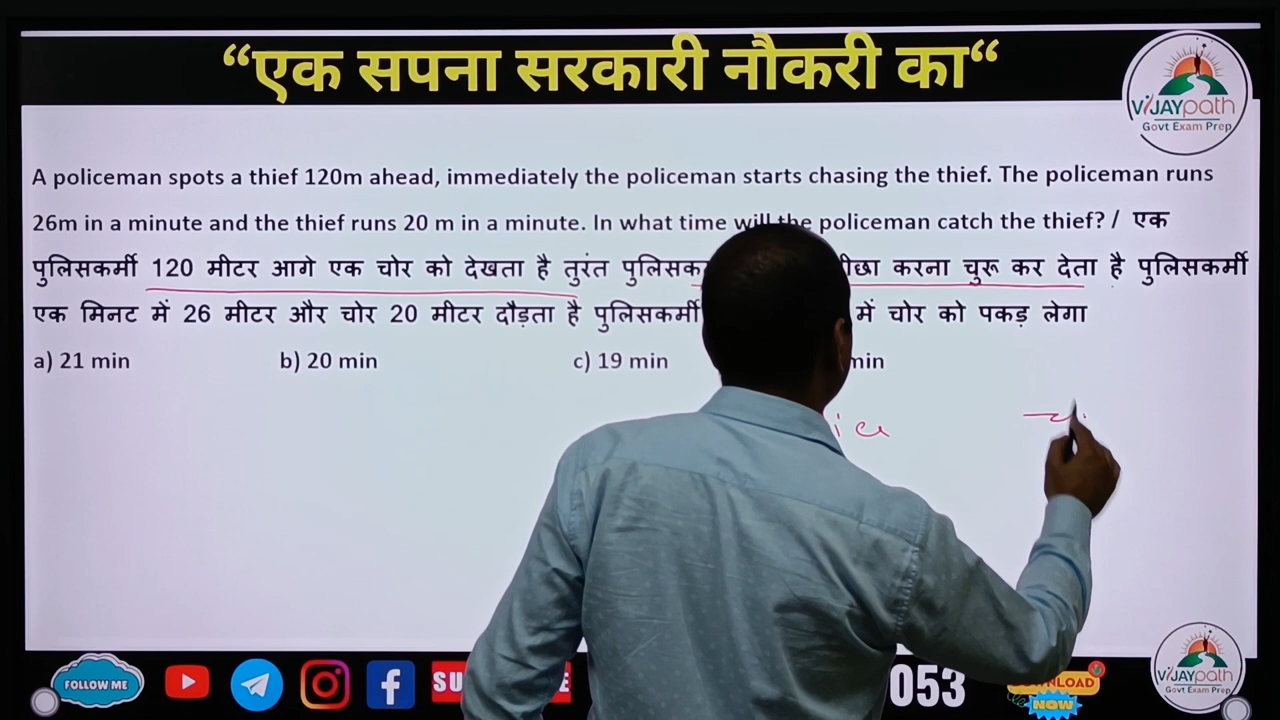 “एक सपना सरकारी नौकरी का“
VIJAYpath
Govt Exam Prep
A policeman spots a thief 120m ahead, immediately the policeman starts chasing the thief. The policeman runs
26m in a minute and the thief runs 20 m in a minute. In what time will the policeman catch the thief? / एक
पुलिसकर्मी 120 मीटर आगे एक चोर को देखता है तुरंत पुलिसक ीछा करना चुरू कर देता है पुलिसकर्मी
एक मिनट में 26 मीटर और चोर 20 मीटर दौड़ता है पुलिसकर्मी में चोर को पकड़ लेगा
a) 21 min b) 20 min c) 19 min min
FOLLOW ME
SU E
053
DOWNLOAD
NOW
VIJAYpath
Govt Exam Prep